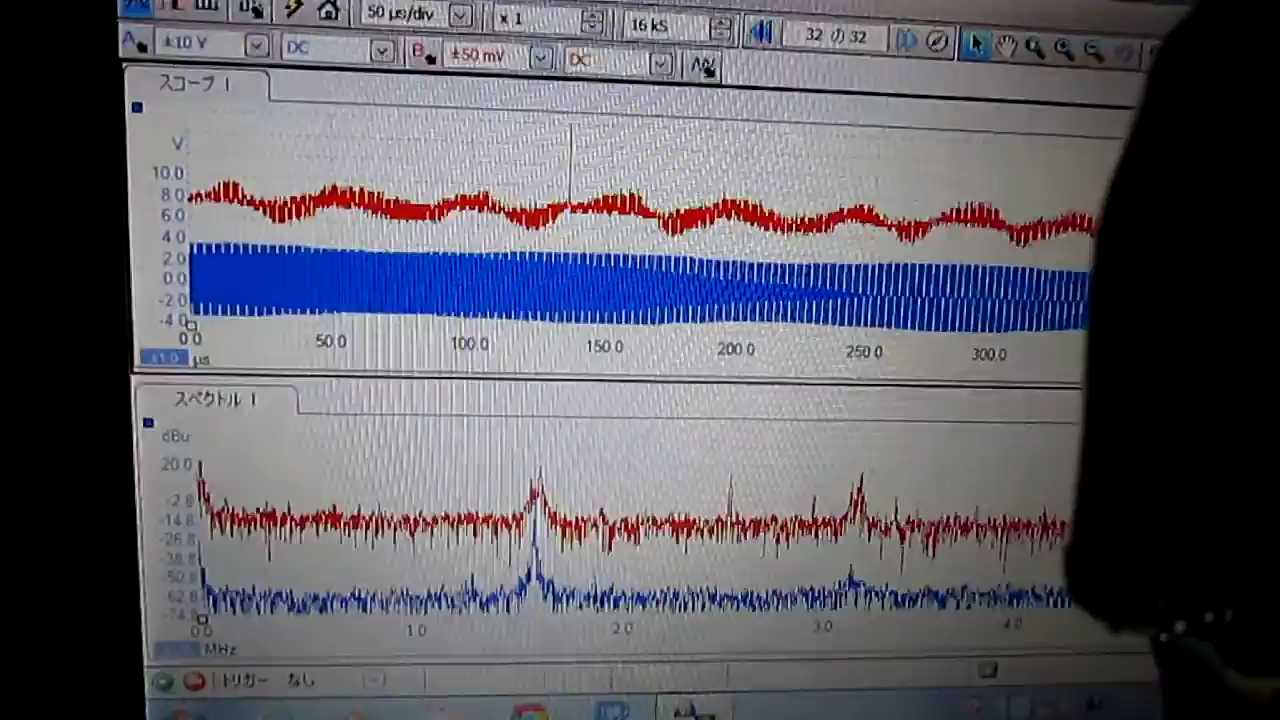 50 µs/div x 1 16 kS 32 の 32
A ±10 V DC B ±50 mV DC
スコープ 1
V
10.0
8.0
6.0
4.0
2.0
0.0
-2.0
-4.0
0.0 50.0 100.0 150.0 200.0 250.0 300.0
x1.0 µs
スペクトル 1
dBu
20.0
-2.8
-14.8
-26.8
-38.8
-50.8
-62.8
-74.8
0.0 1.0 2.0 3.0 4.0
MHz
トリガー なし